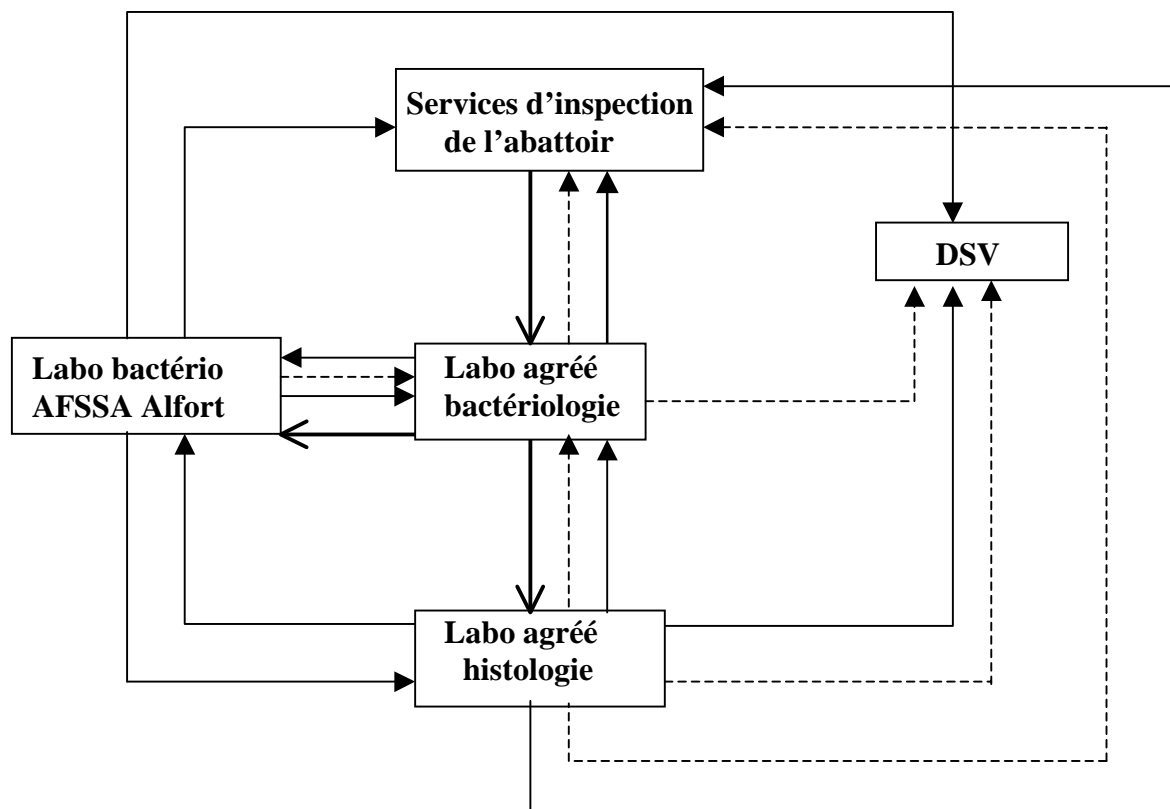 Services d’inspection
de l’abattoir
DSV
Labo bactério
AFSSA Alfort
Labo agréé
bactériologie
Labo agréé
histologie